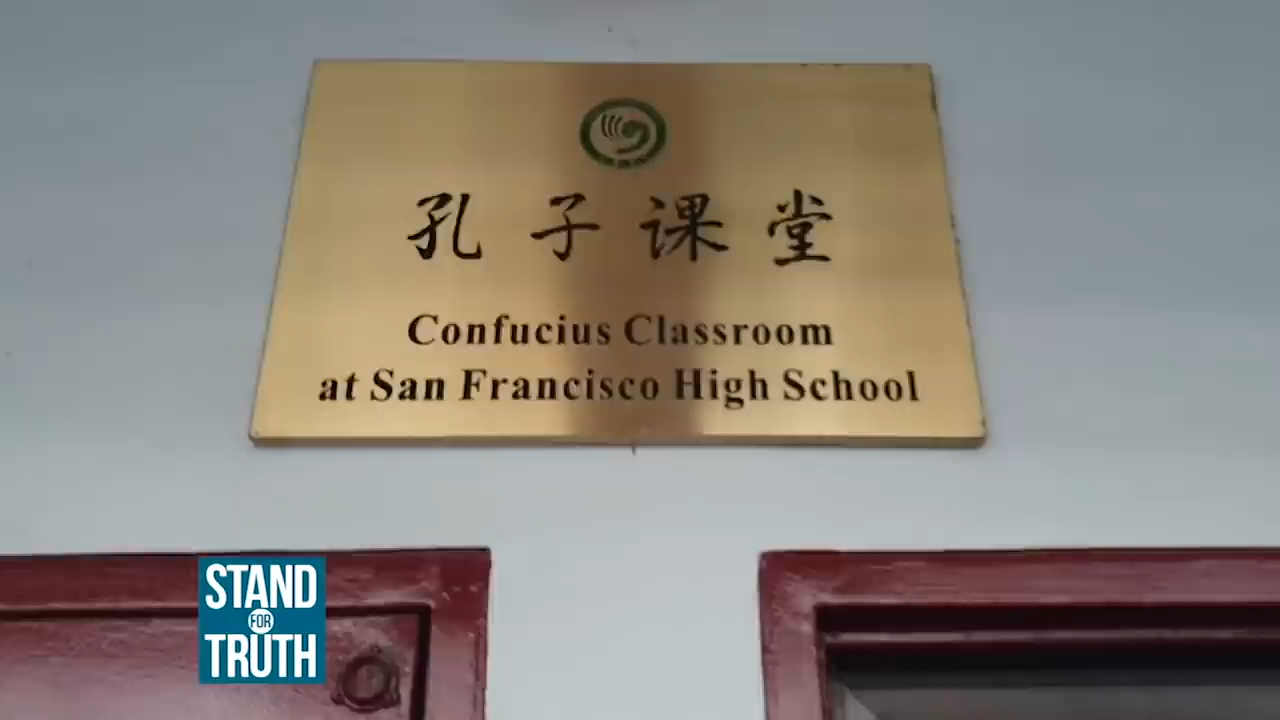 孔子课堂
Confucius Classroom
at San Francisco High School
STAND
FOR
TRUTH